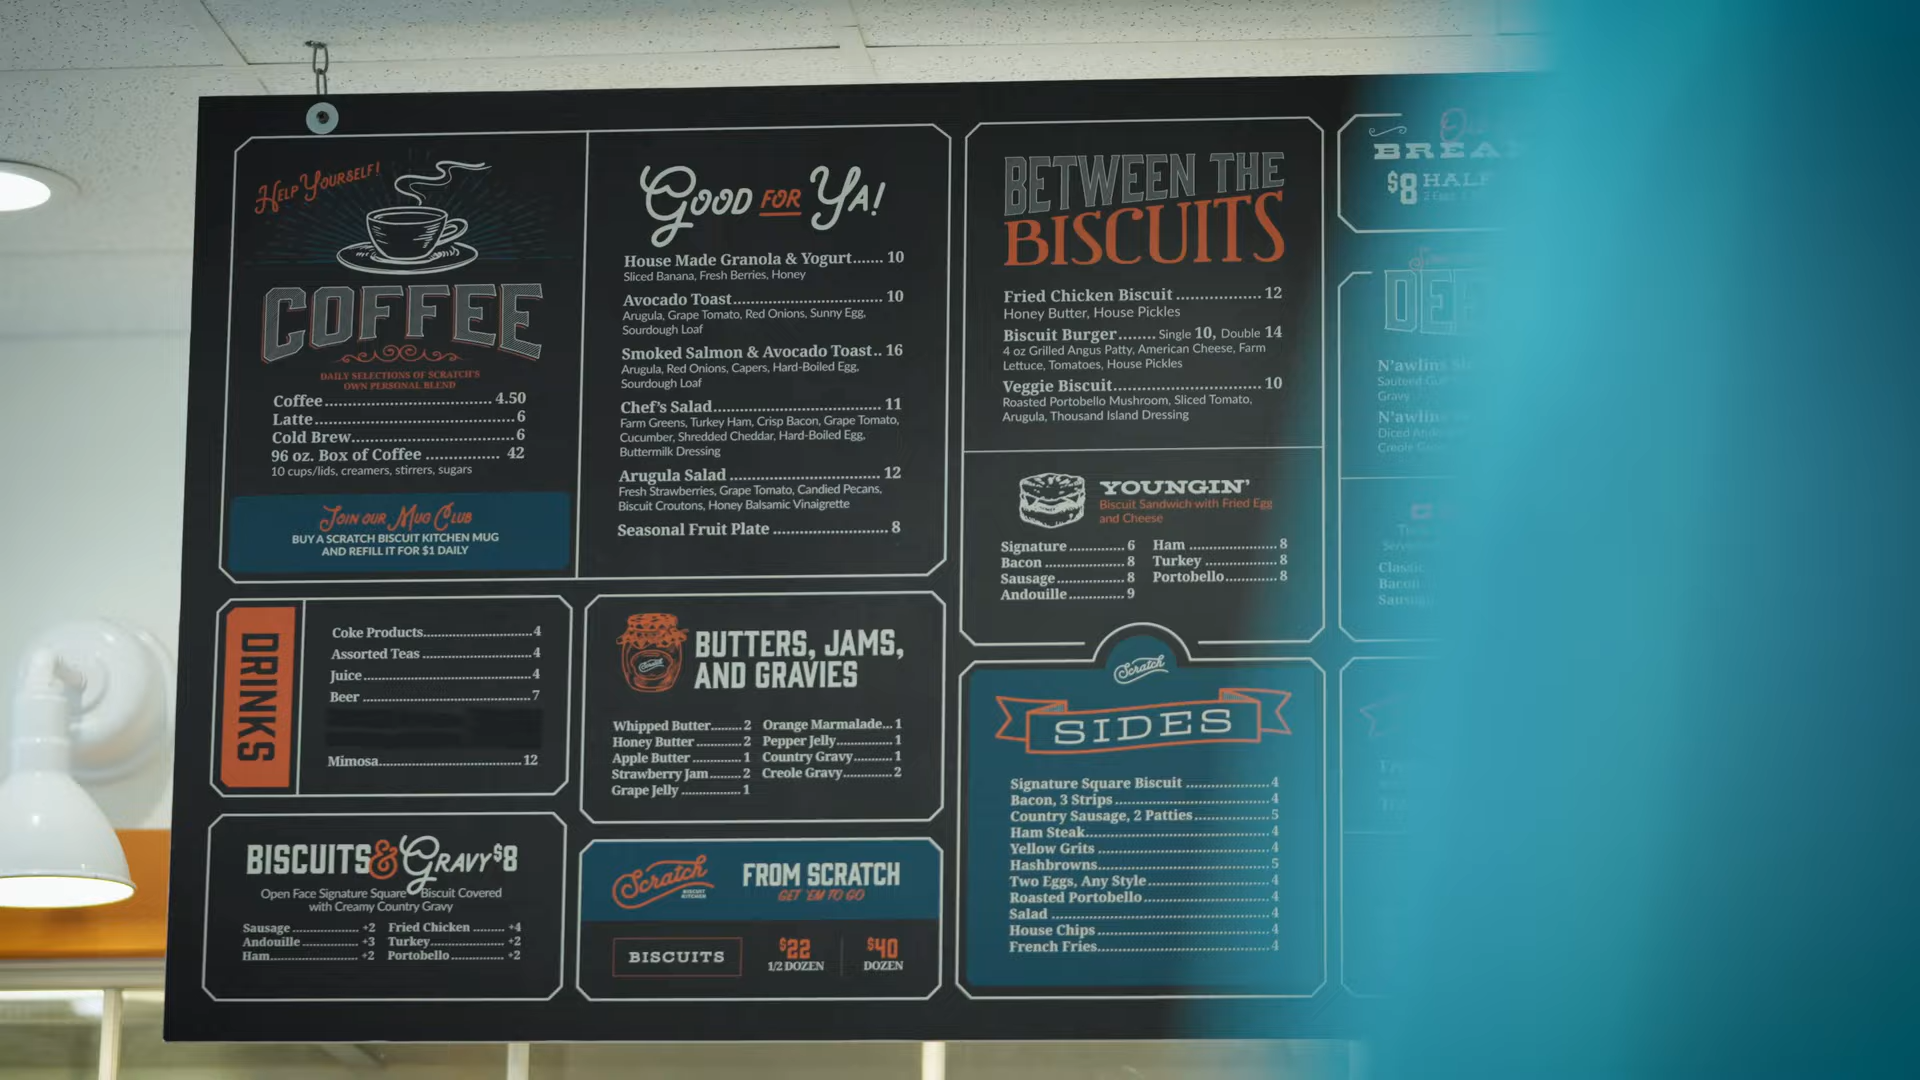 Help Yourself!
COFFEE
DAILY SELECTIONS OF SCRATCH'S
OWN PERSONAL BLEND
Coffee.......................................... 4.50
Latte..................................................6
Cold Brew.........................................6
96 oz. Box of Coffee .................. 42
10 cups/lids, creamers, stirrers, sugars
Join our Mug Club
BUY A SCRATCH BISCUIT KITCHEN MUG
AND REFILL IT FOR $1 DAILY
Good for Ya!
House Made Granola & Yogurt....... 10
Sliced Banana, Fresh Berries, Honey
Avocado Toast..................................... 10
Arugula, Grape Tomato, Red Onions, Sunny Egg,
Sourdough Loaf
Smoked Salmon & Avocado Toast.. 16
Arugula, Red Onions, Capers, Hard-Boiled Egg,
Sourdough Loaf
Chef's Salad.......................................... 11
Farm Greens, Turkey Ham, Crisp Bacon, Grape Tomato,
Cucumber, Shredded Cheddar, Hard-Boiled Egg,
Buttermilk Dressing
Arugula Salad ..................................... 12
Fresh Strawberries, Grape Tomato, Candied Pecans,
Biscuit Croutons, Honey Balsamic Vinaigrette
Seasonal Fruit Plate ............................ 8
DRINKS
Coke Products...........................4
Assorted Teas ...........................4
Juice..........................................4
Beer ..........................................7
Mimosa...................................12
BUTTERS, JAMS,
AND GRAVIES
Whipped Butter........ 2
Honey Butter ............ 2
Apple Butter ............. 1
Strawberry Jam........ 2
Grape Jelly ................ 1
Orange Marmalade... 1
Pepper Jelly............... 1
Country Gravy........... 1
Creole Gravy............. 2
BISCUITS & Gravy $8
Open Face Signature Square Biscuit Covered
with Creamy Country Gravy
Sausage ................... +2
Andouille ................ +3
Ham......................... +2
Fried Chicken ......... +4
Turkey..................... +2
Portobello............... +2
Scratch
BISCUIT
KITCHEN
FROM SCRATCH
GET 'EM TO GO
BISCUITS
$22
1/2 DOZEN
$40
DOZEN
BETWEEN THE
BISCUITS
Fried Chicken Biscuit .................. 12
Honey Butter, House Pickles
Biscuit Burger........ Single 10, Double 14
4 oz Grilled Angus Patty, American Cheese, Farm
Lettuce, Tomatoes, House Pickles
Veggie Biscuit............................... 10
Roasted Portobello Mushroom, Sliced Tomato,
Arugula, Thousand Island Dressing
YOUNGIN'
Biscuit Sandwich with Fried Egg
and Cheese
Signature .............. 6
Bacon .................... 8
Sausage................. 8
Andouille.............. 9
Ham ......................8
Turkey ..................8
Portobello.............8
Scratch
SIDES
Signature Square Biscuit .....................4
Bacon, 3 Strips .....................................4
Country Sausage, 2 Patties...................5
Ham Steak............................................4
Yellow Grits .........................................4
Hashbrowns..........................................5
Two Eggs, Any Style..............................4
Roasted Portobello ...............................4
Salad ....................................................4
House Chips .........................................4
French Fries..........................................4
$8 HALF
N'awlins
Gravy
N'awlins
Diced
Creole
Bacon